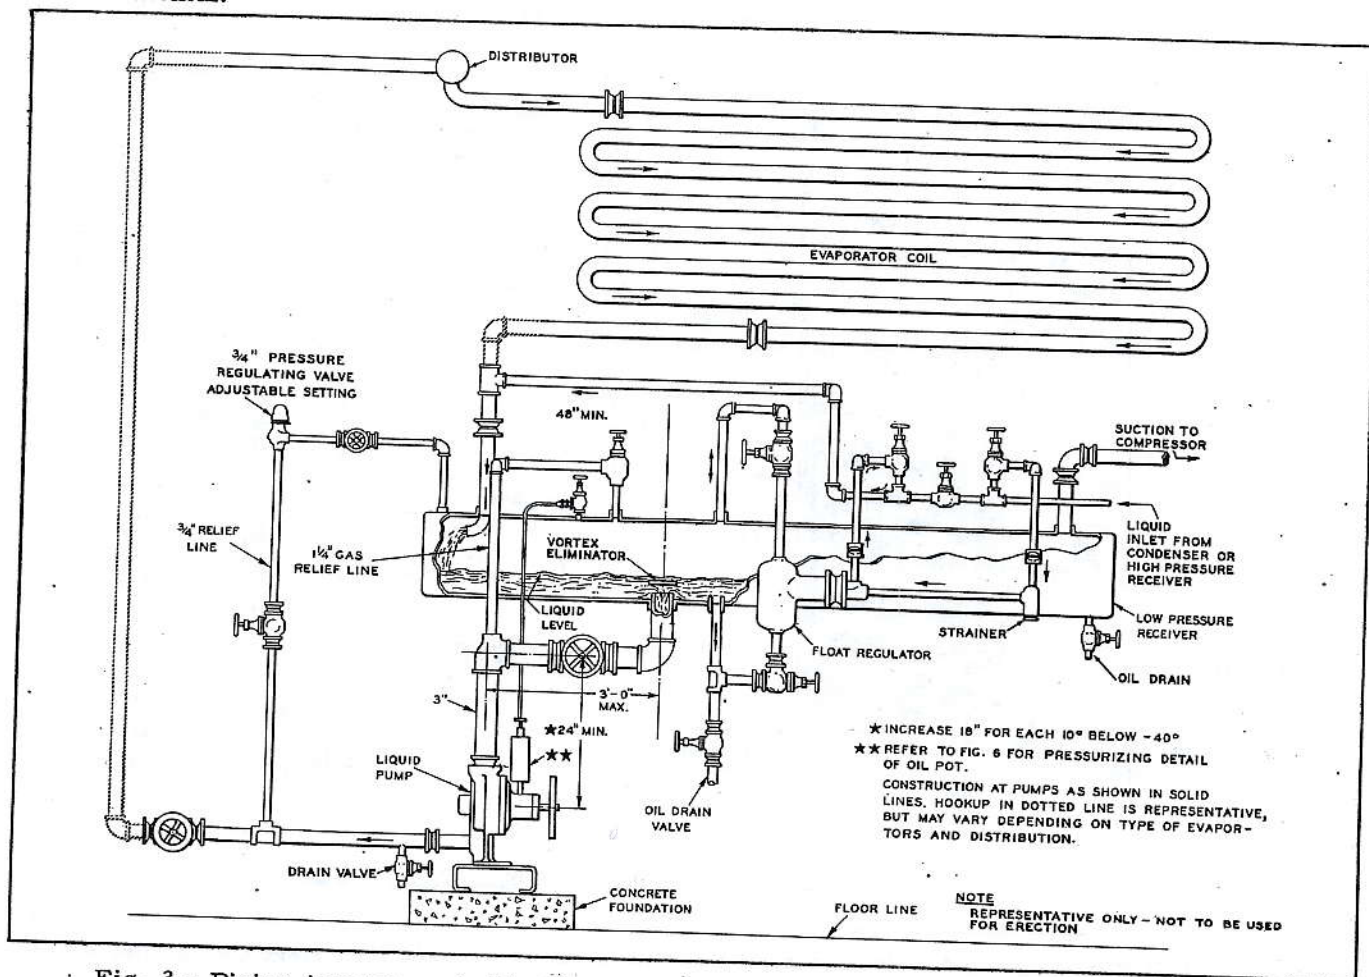 DISTRIBUTOR
EVAPORATOR COIL
3/4" PRESSURE
REGULATING VALVE
ADJUSTABLE SETTING
48" MIN.
SUCTION TO
COMPRESSOR
3/4" RELIEF
LINE
1 1/4" GAS
RELIEF LINE
VORTEX
ELIMINATOR
LIQUID
INLET FROM
CONDENSER OR
HIGH PRESSURE
RECEIVER
LIQUID
LEVEL
STRAINER
LOW PRESSURE
RECEIVER
FLOAT REGULATOR
OIL DRAIN
3'-0"
MAX.
3"
★24" MIN.
★★
LIQUID
PUMP
★ INCREASE 18" FOR EACH 10° BELOW -40°
★★ REFER TO FIG. 6 FOR PRESSURIZING DETAIL
OF OIL POT.
CONSTRUCTION AT PUMPS AS SHOWN IN SOLID
LINES. HOOKUP IN DOTTED LINE IS REPRESENTATIVE,
BUT MAY VARY DEPENDING ON TYPE OF EVAPOR-
TORS AND DISTRIBUTION.
OIL DRAIN
VALVE
DRAIN VALVE
CONCRETE
FOUNDATION
FLOOR LINE
NOTE
REPRESENTATIVE ONLY - NOT TO BE USED
FOR ERECTION
Fig. 3